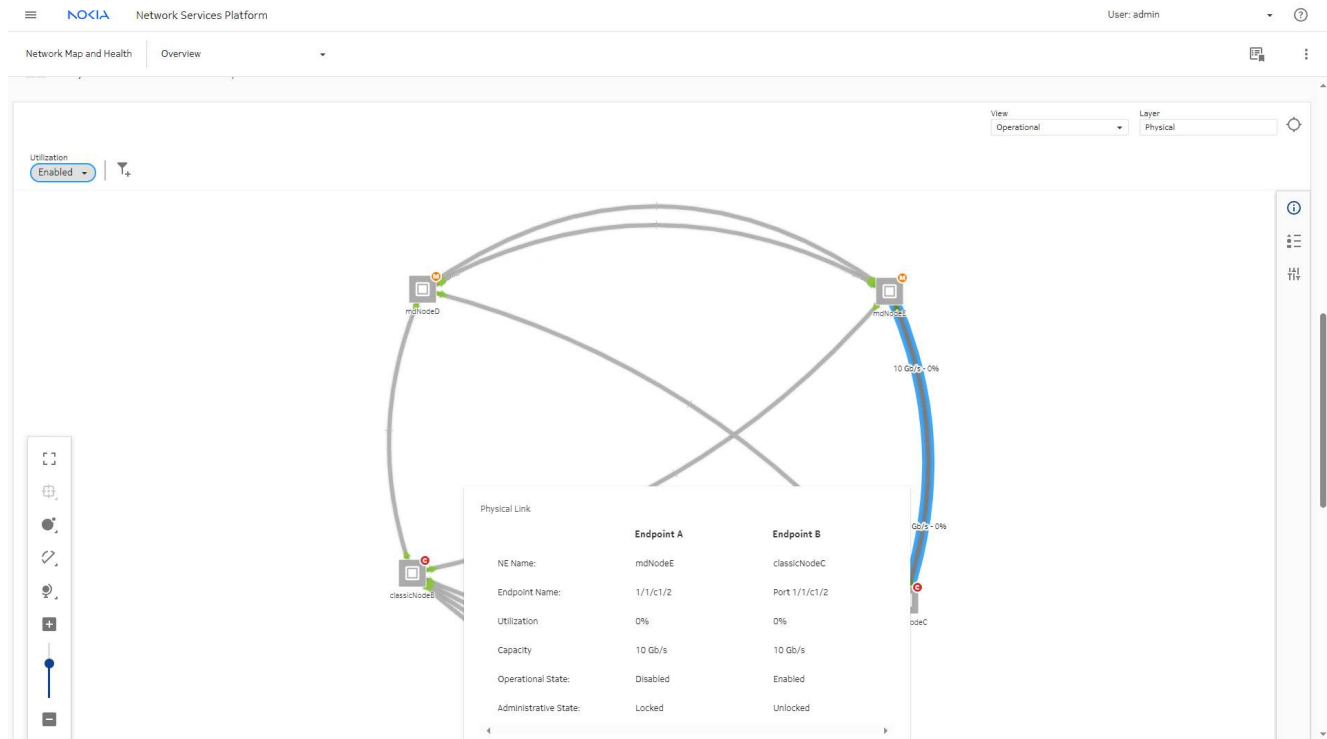 NOKIA Network Services Platform User: admin
Network Map and Health Overview
View Layer
Operational Physical
Utilization
Enabled
M M
mdNodeD mdNodeE
10 Gb/s - 0%
Physical Link
Gb/s - 0%
Endpoint A Endpoint B
C NE Name: mdNodeE classicNodeC
Endpoint Name: 1/1/c1/2 Port 1/1/c1/2 C
classicNodeB
Utilization 0% 0% odeC
Capacity 10 Gb/s 10 Gb/s
Operational State: Disabled Enabled
Administrative State: Locked Unlocked